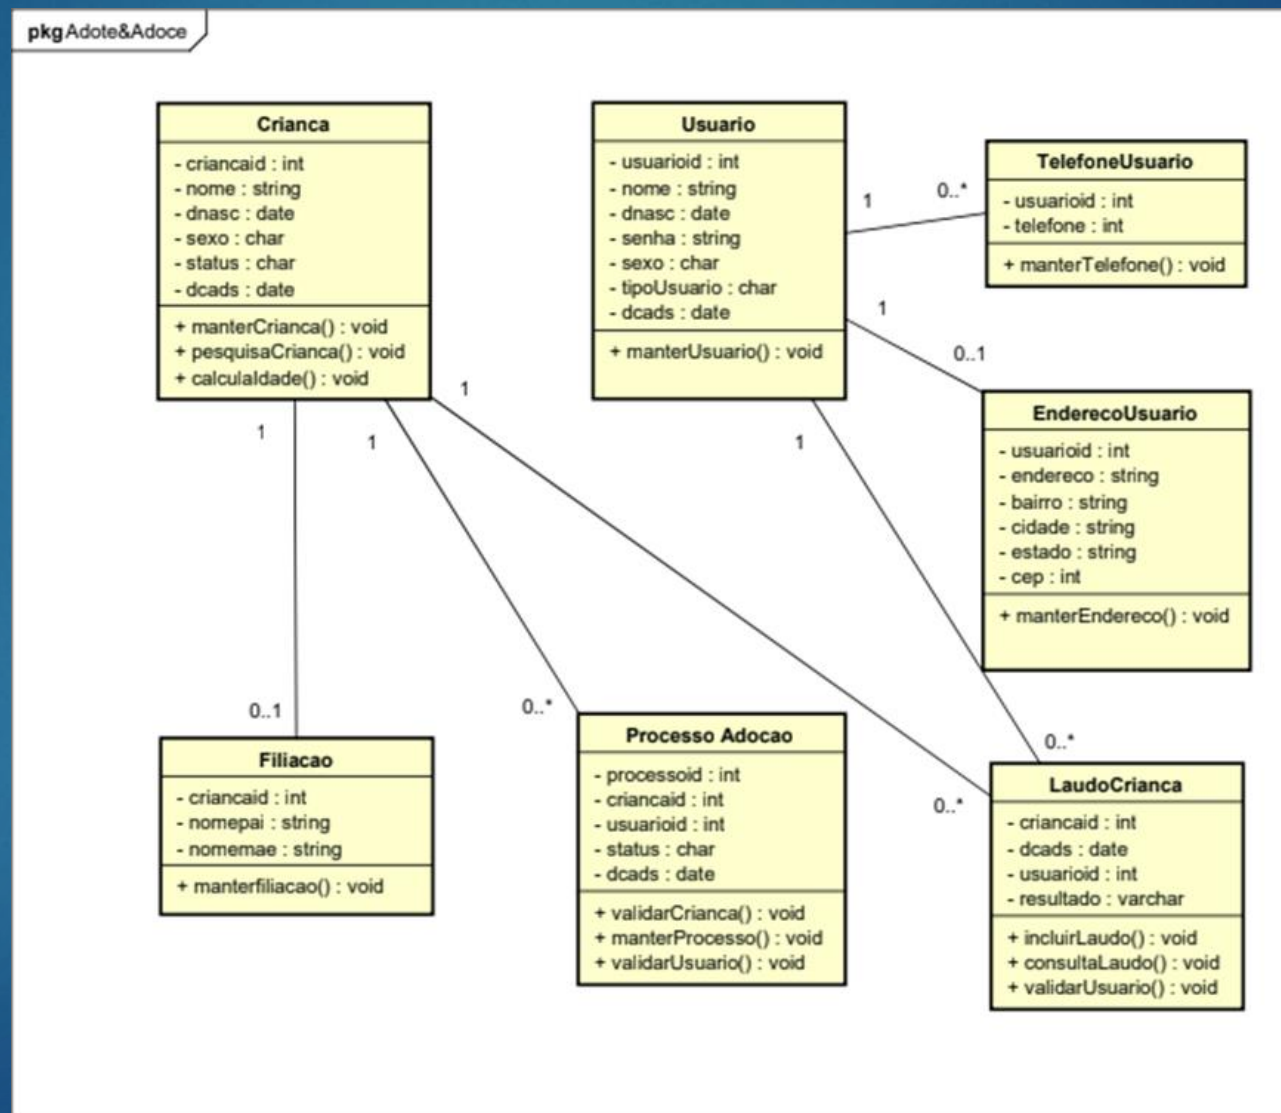 pkg Adote&Adoce
Crianca
- criancaid : int
- nome : string
- dnasc : date
- sexo : char
- status : char
- dcads : date
+ manterCrianca() : void
+ pesquisaCrianca() : void
+ calculaIdade() : void
Usuario
- usuarioid : int
- nome : string
- dnasc : date
- senha : string
- sexo : char
- tipoUsuario : char
- dcads : date
+ manterUsuario() : void
1
0..*
TelefoneUsuario
- usuarioid : int
- telefone : int
+ manterTelefone() : void
1
0..1
EnderecoUsuario
- usuarioid : int
- endereco : string
- bairro : string
- cidade : string
- estado : string
- cep : int
+ manterEndereco() : void
1
1
1
1
0..1
0..*
0..*
0..*
Filiacao
- criancaid : int
- nomepai : string
- nomemae : string
+ manterfiliacao() : void
Processo Adocao
- processoid : int
- criancaid : int
- usuarioid : int
- status : char
- dcads : date
+ validarCrianca() : void
+ manterProcesso() : void
+ validarUsuario() : void
LaudoCrianca
- criancaid : int
- dcads : date
- usuarioid : int
- resultado : varchar
+ incluirLaudo() : void
+ consultaLaudo() : void
+ validarUsuario() : void